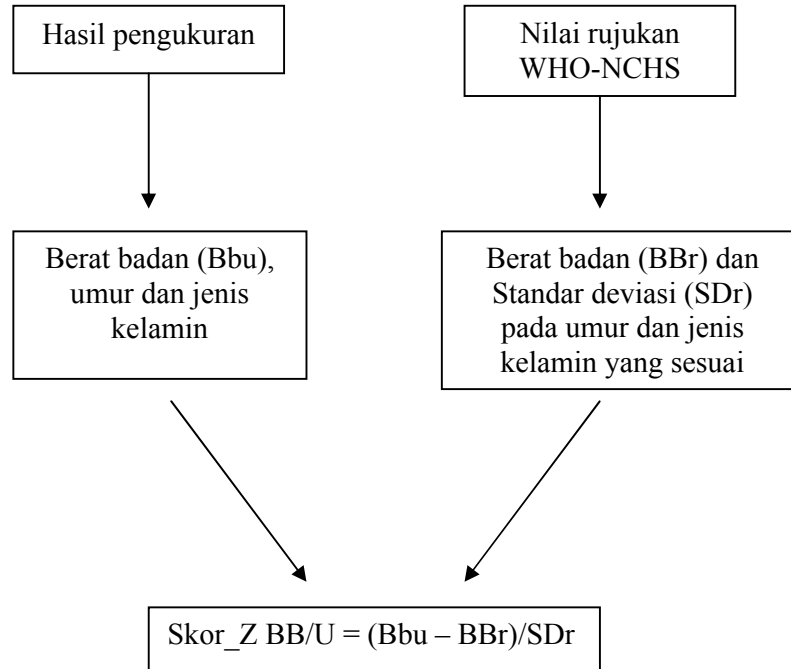 Hasil pengukuran
Nilai rujukan
WHO-NCHS
Berat badan (Bbu),
umur dan jenis
kelamin
Berat badan (BBr) dan
Standar deviasi (SDr)
pada umur dan jenis
kelamin yang sesuai
Skor_Z BB/U = (Bbu – BBr)/SDr